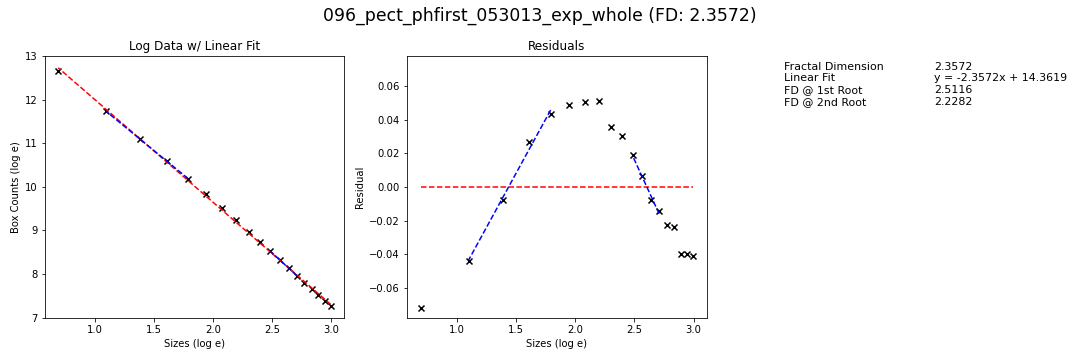 096_pect_phfirst_053013_exp_whole (FD: 2.3572)
Log Data w/ Linear Fit
Box Counts (log e)
13
12
11
10
9
8
7
1.0 1.5 2.0 2.5 3.0
Sizes (log e)
Residuals
Residual
0.06
0.04
0.02
0.00
−0.02
−0.04
−0.06
1.0 1.5 2.0 2.5 3.0
Sizes (log e)
Fractal Dimension 2.3572
Linear Fit y = -2.3572x + 14.3619
FD @ 1st Root 2.5116
FD @ 2nd Root 2.2282